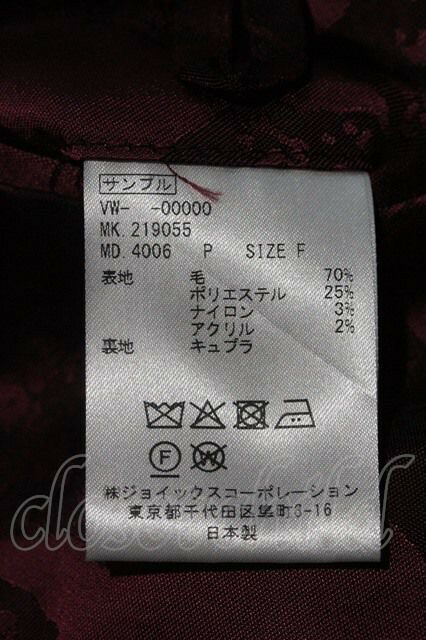 サンプル
VW- -00000
MK.219055
MD.4006 P SIZE F
表地 毛 70%
ポリエステル 25%
ナイロン 3%
アクリル 2%
裏地 キュプラ
F W
㈱ジョイックスコーポレーション
東京都千代田区隼町3-16
日本製